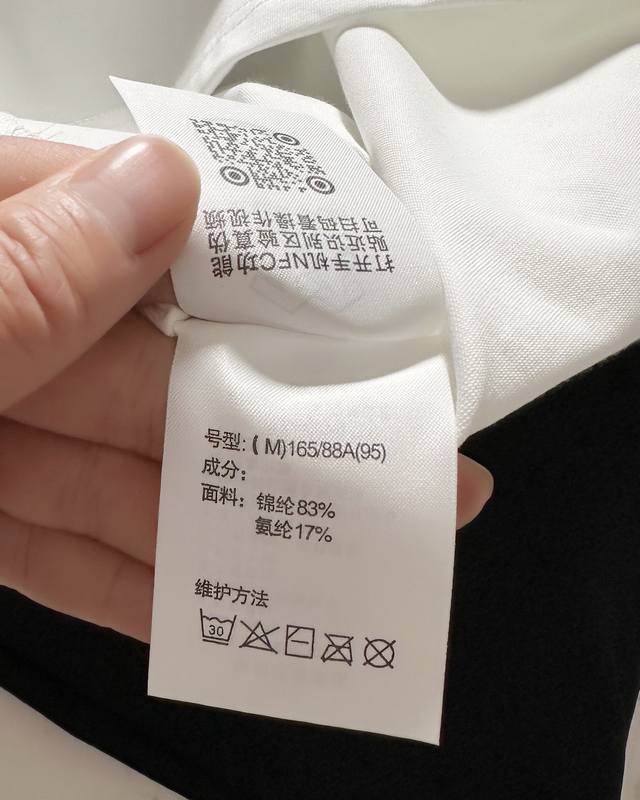 打开手机NFC功能
贴近识别区验真伪
可扫码看操作视频
号型:( M)165/88A(95)
成分:
面料: 锦纶83%
氨纶17%
维护方法
30